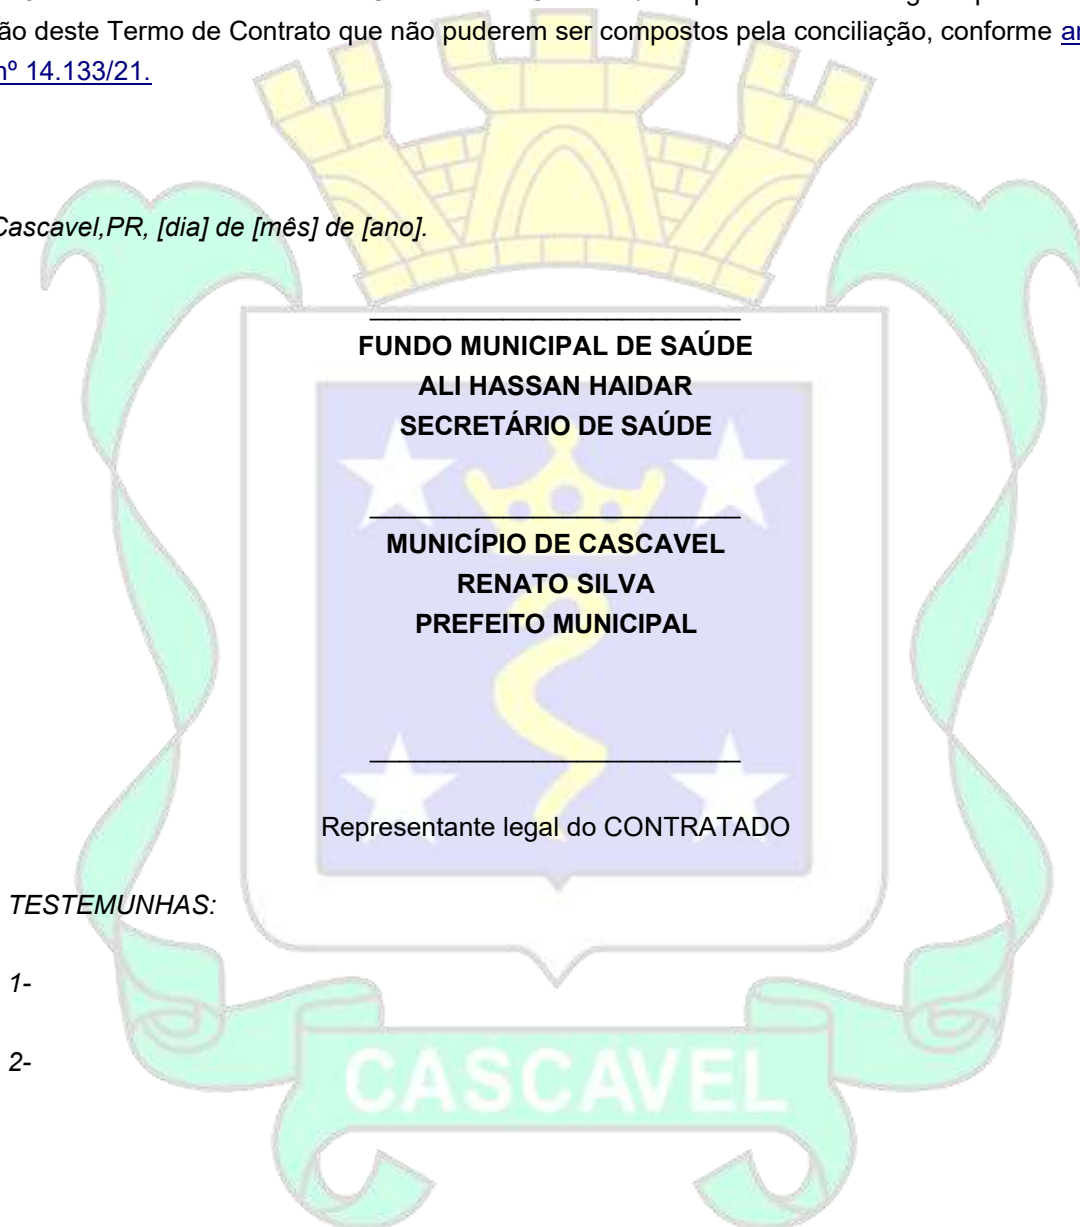 ão deste Termo de Contrato que não puderem ser compostos pela conciliação, conforme
nº 14.133/21.
Cascavel,PR, [dia] de [mês] de [ano].
FUNDO MUNICIPAL DE SAÚDE
ALI HASSAN HAIDAR
SECRETÁRIO DE SAÚDE
MUNICÍPIO DE CASCAVEL
RENATO SILVA
PREFEITO MUNICIPAL
Representante legal do CONTRATADO
TESTEMUNHAS:
1-
2-
CASCAVEL